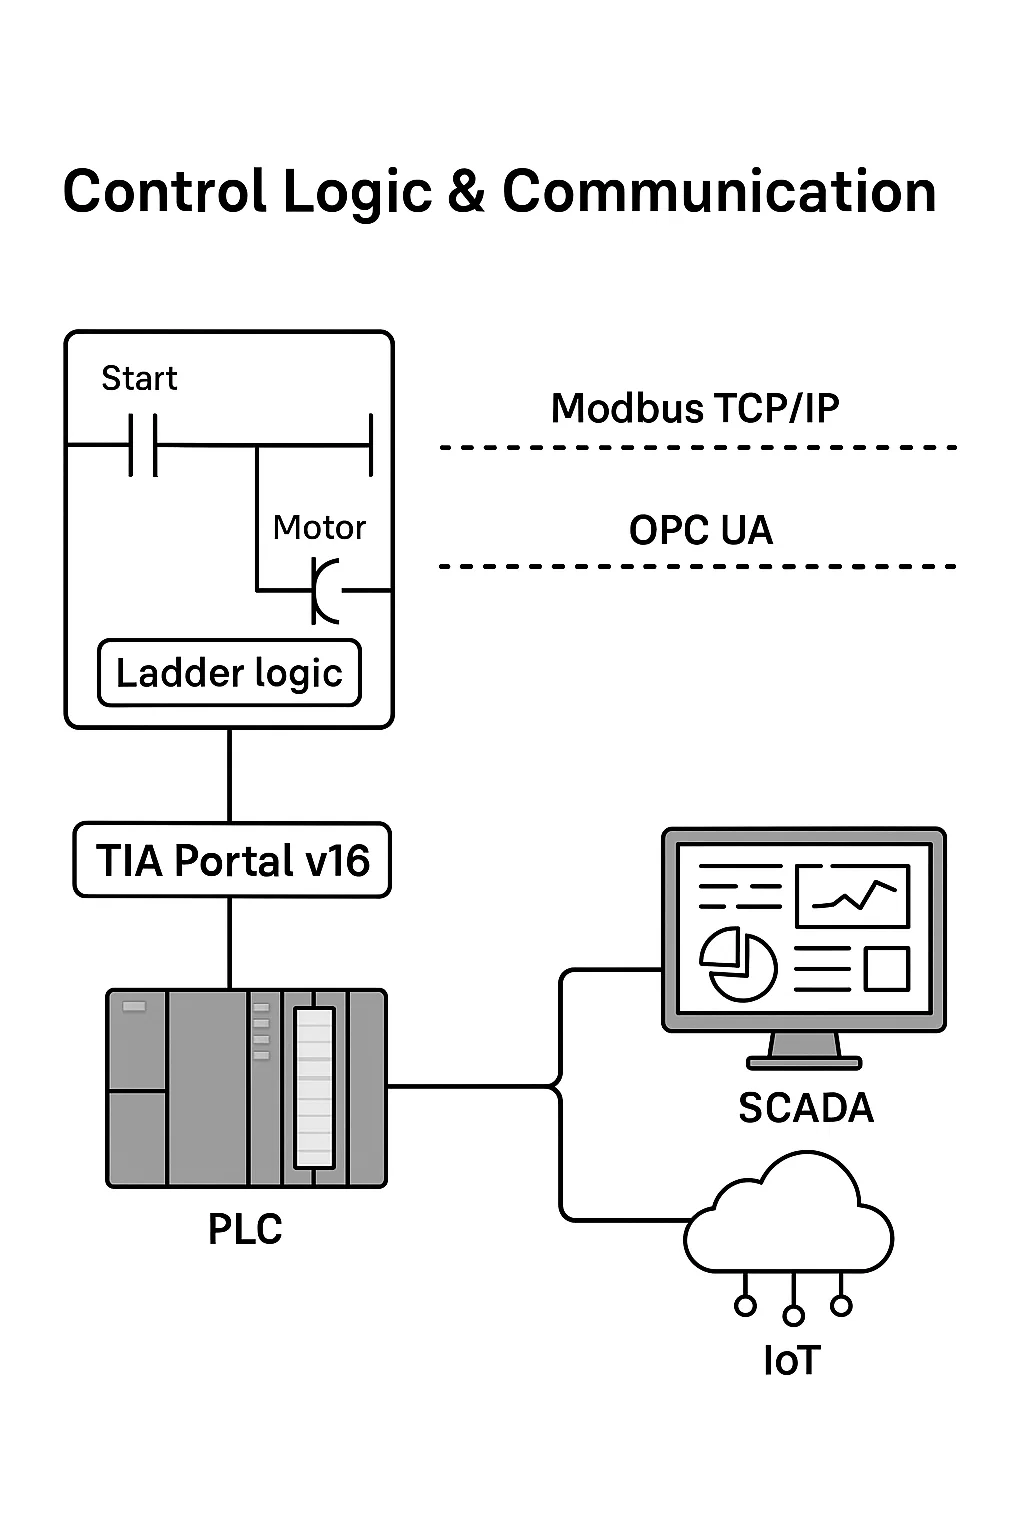 Control Logic & Communication
Start
Motor
Ladder logic
Modbus TCP/IP
OPC UA
TIA Portal v16
PLC
SCADA
IoT